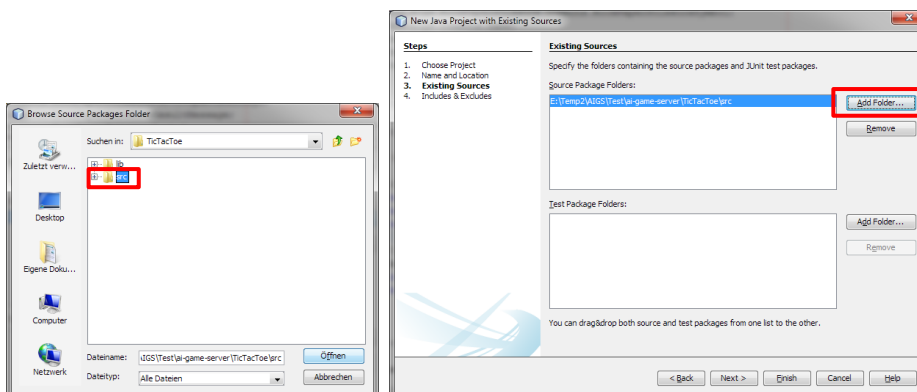 Browse Source Packages Folder
Suchen in: TicTacToe
Zuletzt verw...
lib
src
Desktop
Eigene Doku...
Computer
Netzwerk
Dateiname: \IGS\Test\ai-game-server\TicTacToe\src
Öffnen
Dateityp: Alle Dateien
Abbrechen
New Java Project with Existing Sources
Steps
1. Choose Project
2. Name and Location
3. Existing Sources
4. Includes & Excludes
Existing Sources
Specify the folders containing the source packages and JUnit test packages.
Source Package Folders:
E:\Temp2\AIGS\Test\ai-game-server\TicTacToe\src
Add Folder...
Remove
Test Package Folders:
Add Folder...
Remove
You can drag&drop both source and test packages from one list to the other.
< Back Next > Finish Cancel Help